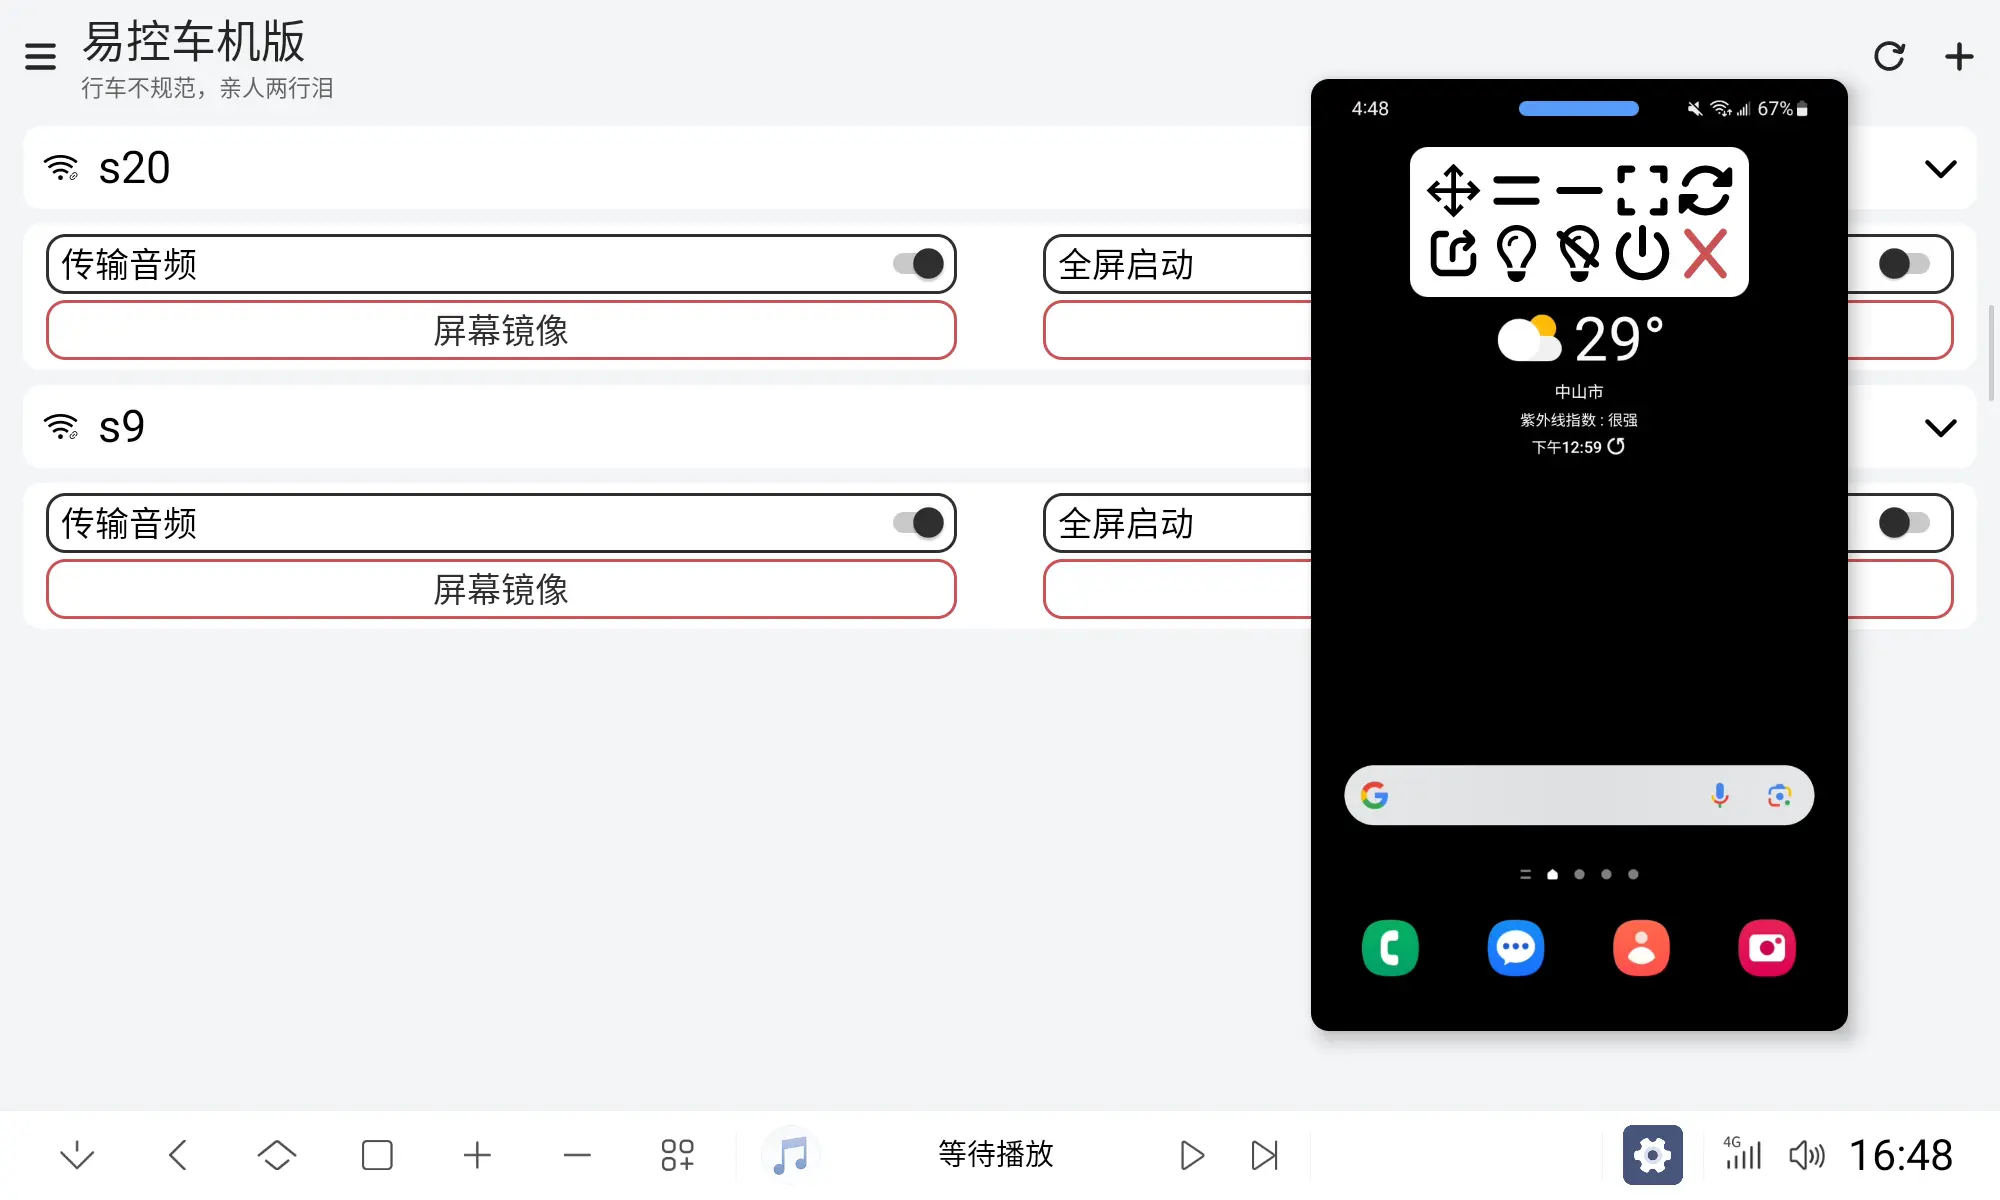 易控车机版
行车不规范，亲人两行泪
s20
传输音频
全屏启动
屏幕镜像
s9
传输音频
全屏启动
屏幕镜像
4:48
67%
29°
中山市
紫外线指数 : 很强
下午12:59
等待播放
4G
16:48